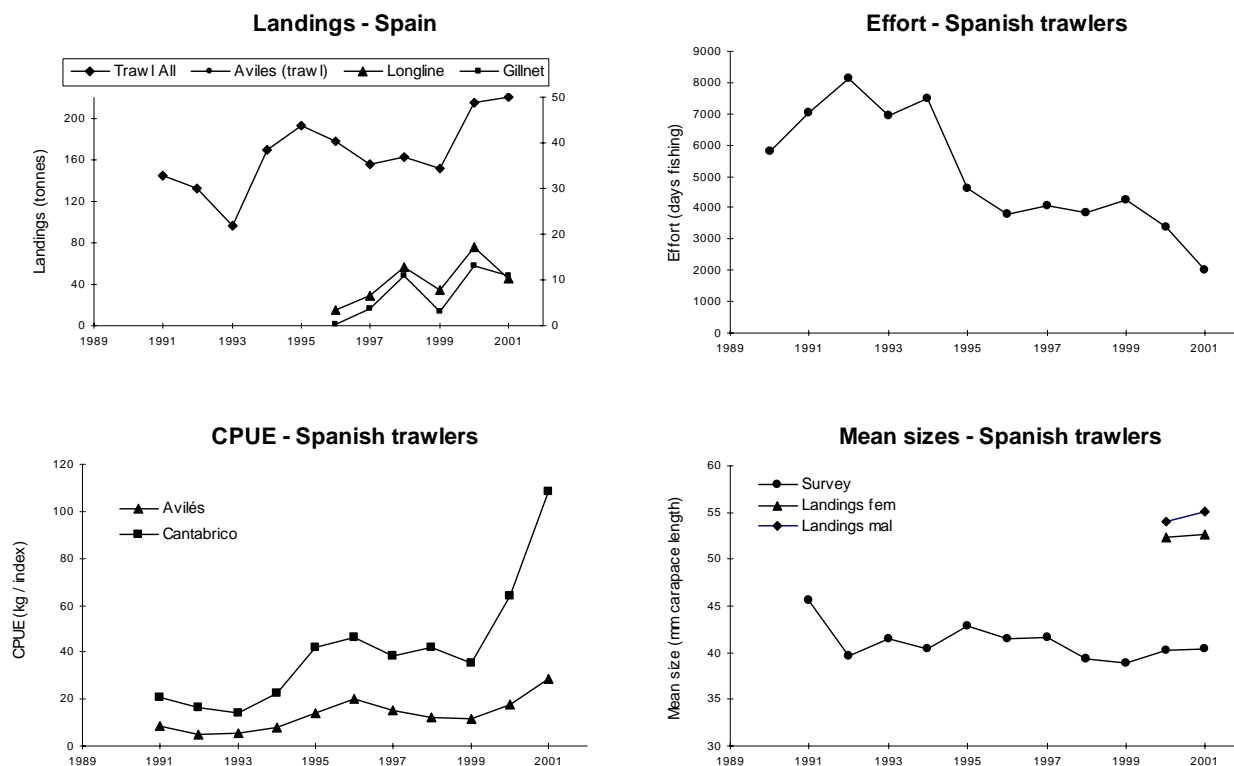 Landings - Spain
Trawl All Aviles (trawl) Longline Gillnet
Landings (tonnes)
200
160
120
80
40
0
50
40
30
20
10
0
1989 1991 1993 1995 1997 1999 2001
Effort - Spanish trawlers
Effort (days fishing)
9000
8000
7000
6000
5000
4000
3000
2000
1000
0
1989 1991 1993 1995 1997 1999 2001
CPUE - Spanish trawlers
CPUE (kg / index)
120
100
80
60
40
20
0
Avilés
Cantabrico
1989 1991 1993 1995 1997 1999 2001
Mean sizes - Spanish trawlers
Mean size (mm carapace length)
60
55
50
45
40
35
30
Survey
Landings fem
Landings mal
1989 1991 1993 1995 1997 1999 2001